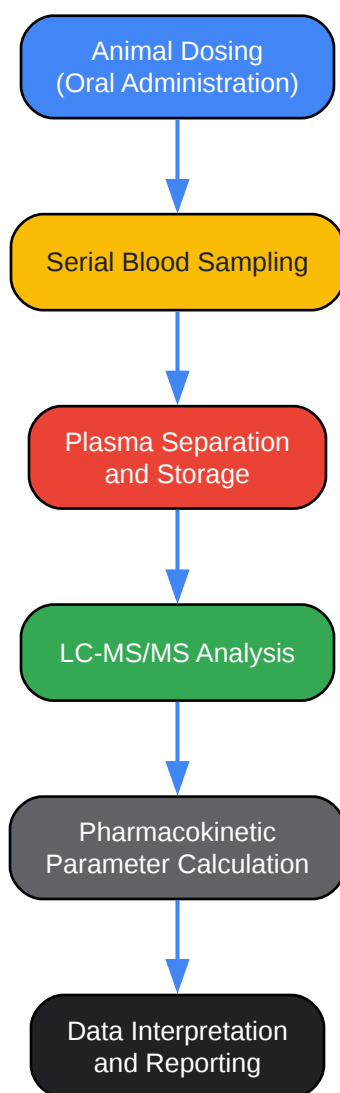 Animal Dosing
(Oral Administration)
Serial Blood Sampling
Plasma Separation
and Storage
LC-MS/MS Analysis
Pharmacokinetic
Parameter Calculation
Data Interpretation
and Reporting